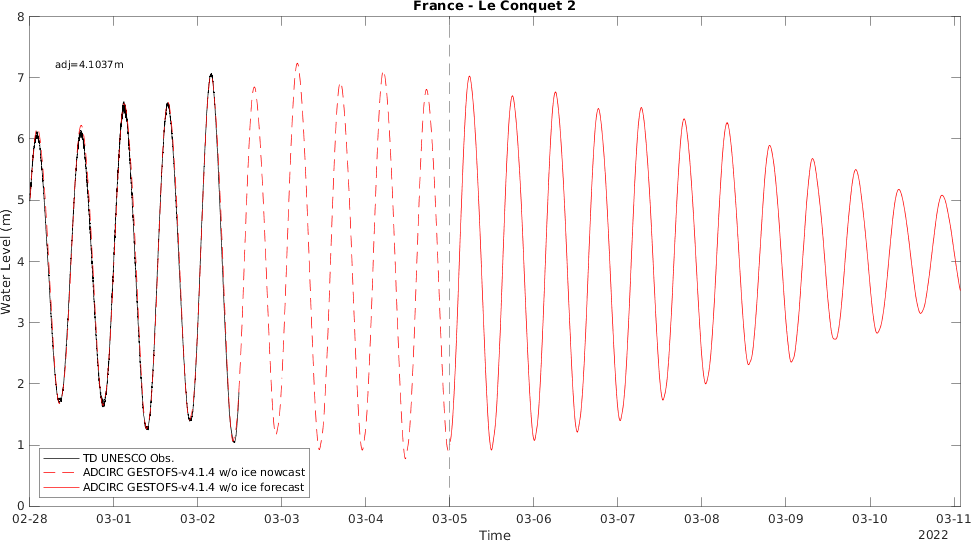 France - Le Conquet 2
adj=4.1037m
Water Level (m)
8
7
6
5
4
3
2
1
0
TD UNESCO Obs.
ADCIRC GESTOFS-v4.1.4 w/o ice nowcast
ADCIRC GESTOFS-v4.1.4 w/o ice forecast
02-28 03-01 03-02 03-03 03-04 03-05 03-06 03-07 03-08 03-09 03-10 03-11
Time
2022